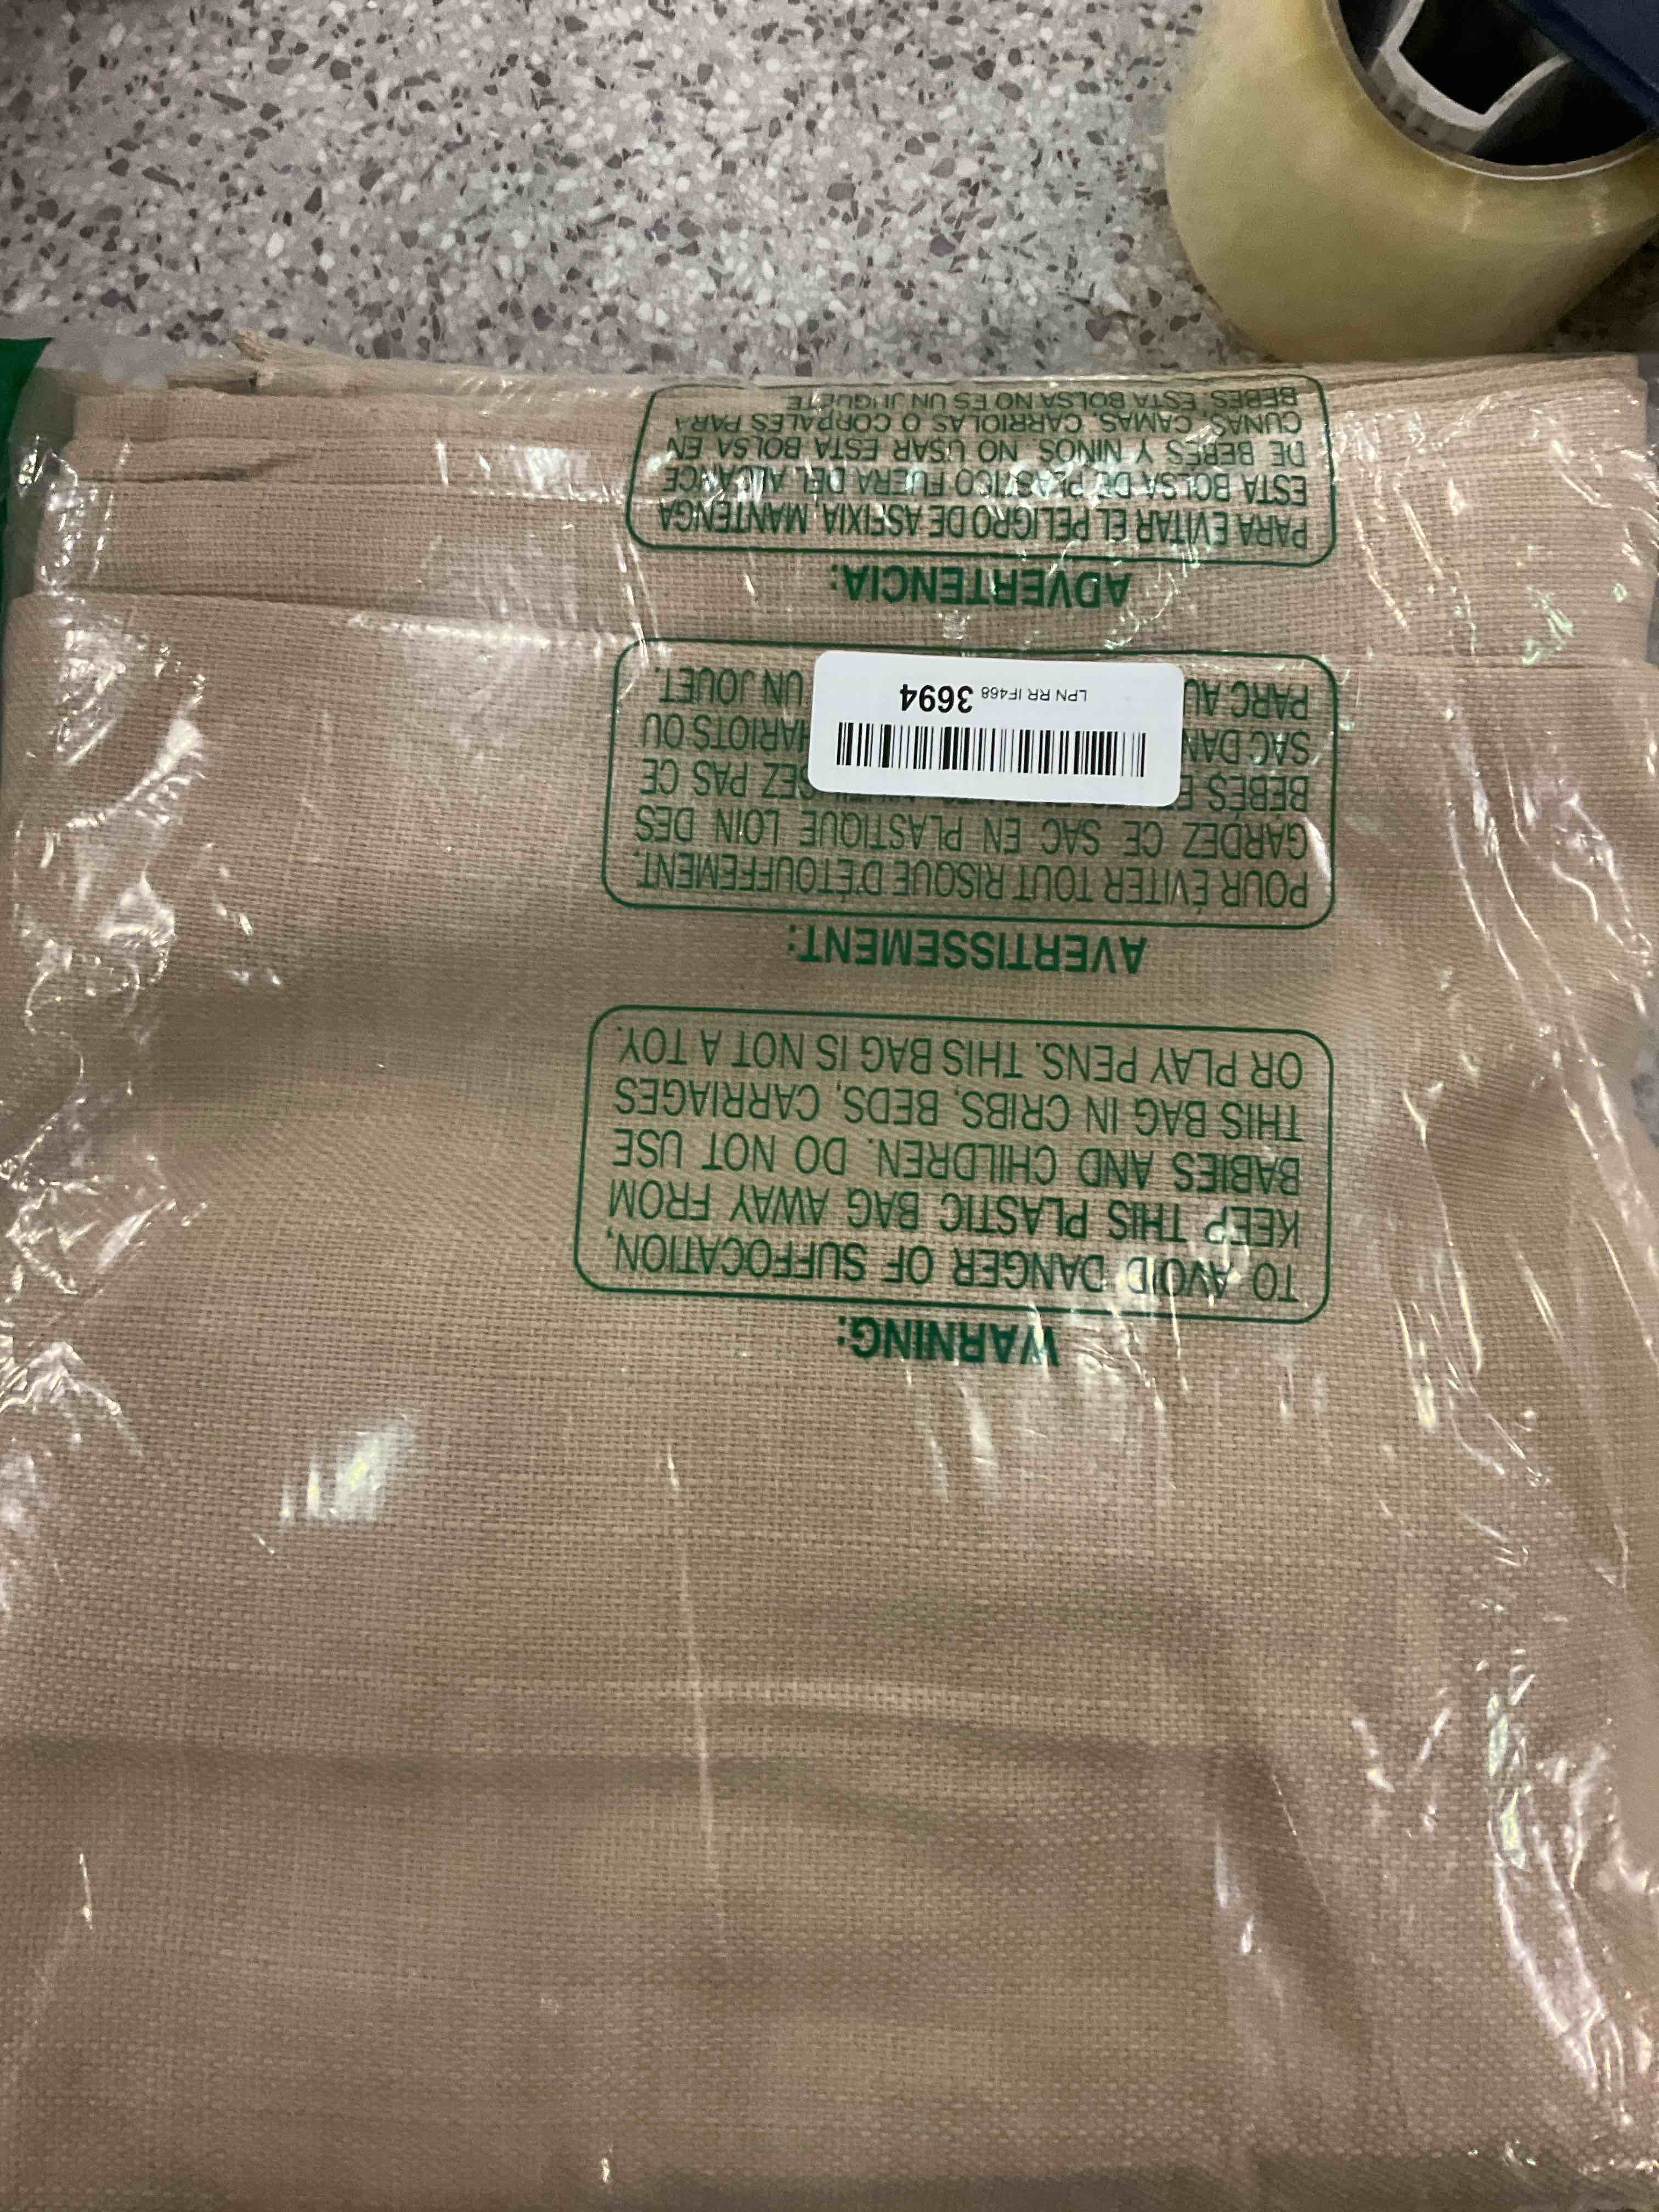 WARNING:
TO AVOID DANGER OF SUFFOCATION,
KEEP THIS PLASTIC BAG AWAY FROM
BABIES AND CHILDREN. DO NOT USE
THIS BAG IN CRIBS, BEDS, CARRIAGES
OR PLAY PENS. THIS BAG IS NOT A TOY.
AVERTISSEMENT:
POUR ÉVITER TOUT RISQUE D'ÉTOUFFEMENT,
GARDEZ CE SAC EN PLASTIQUE LOIN DES
BÉBÉS PAS CE
SAC OU
PARC UN JOUET.
LPN RR IF468 3694
ADVERTENCIA:
PARA EVITAR EL PELIGRO DE ASFIXIA, MANTENGA
ESTA BOLSA DE PLASTICO FUERA DEL ALCANCE
DE BEBES Y NINOS. NO USAR ESTA BOLSA EN
CUNAS, CAMAS, CARRIOLAS O CORRALES PARA
BEBES. ESTA BOLSA NO ES UN JUGUETE